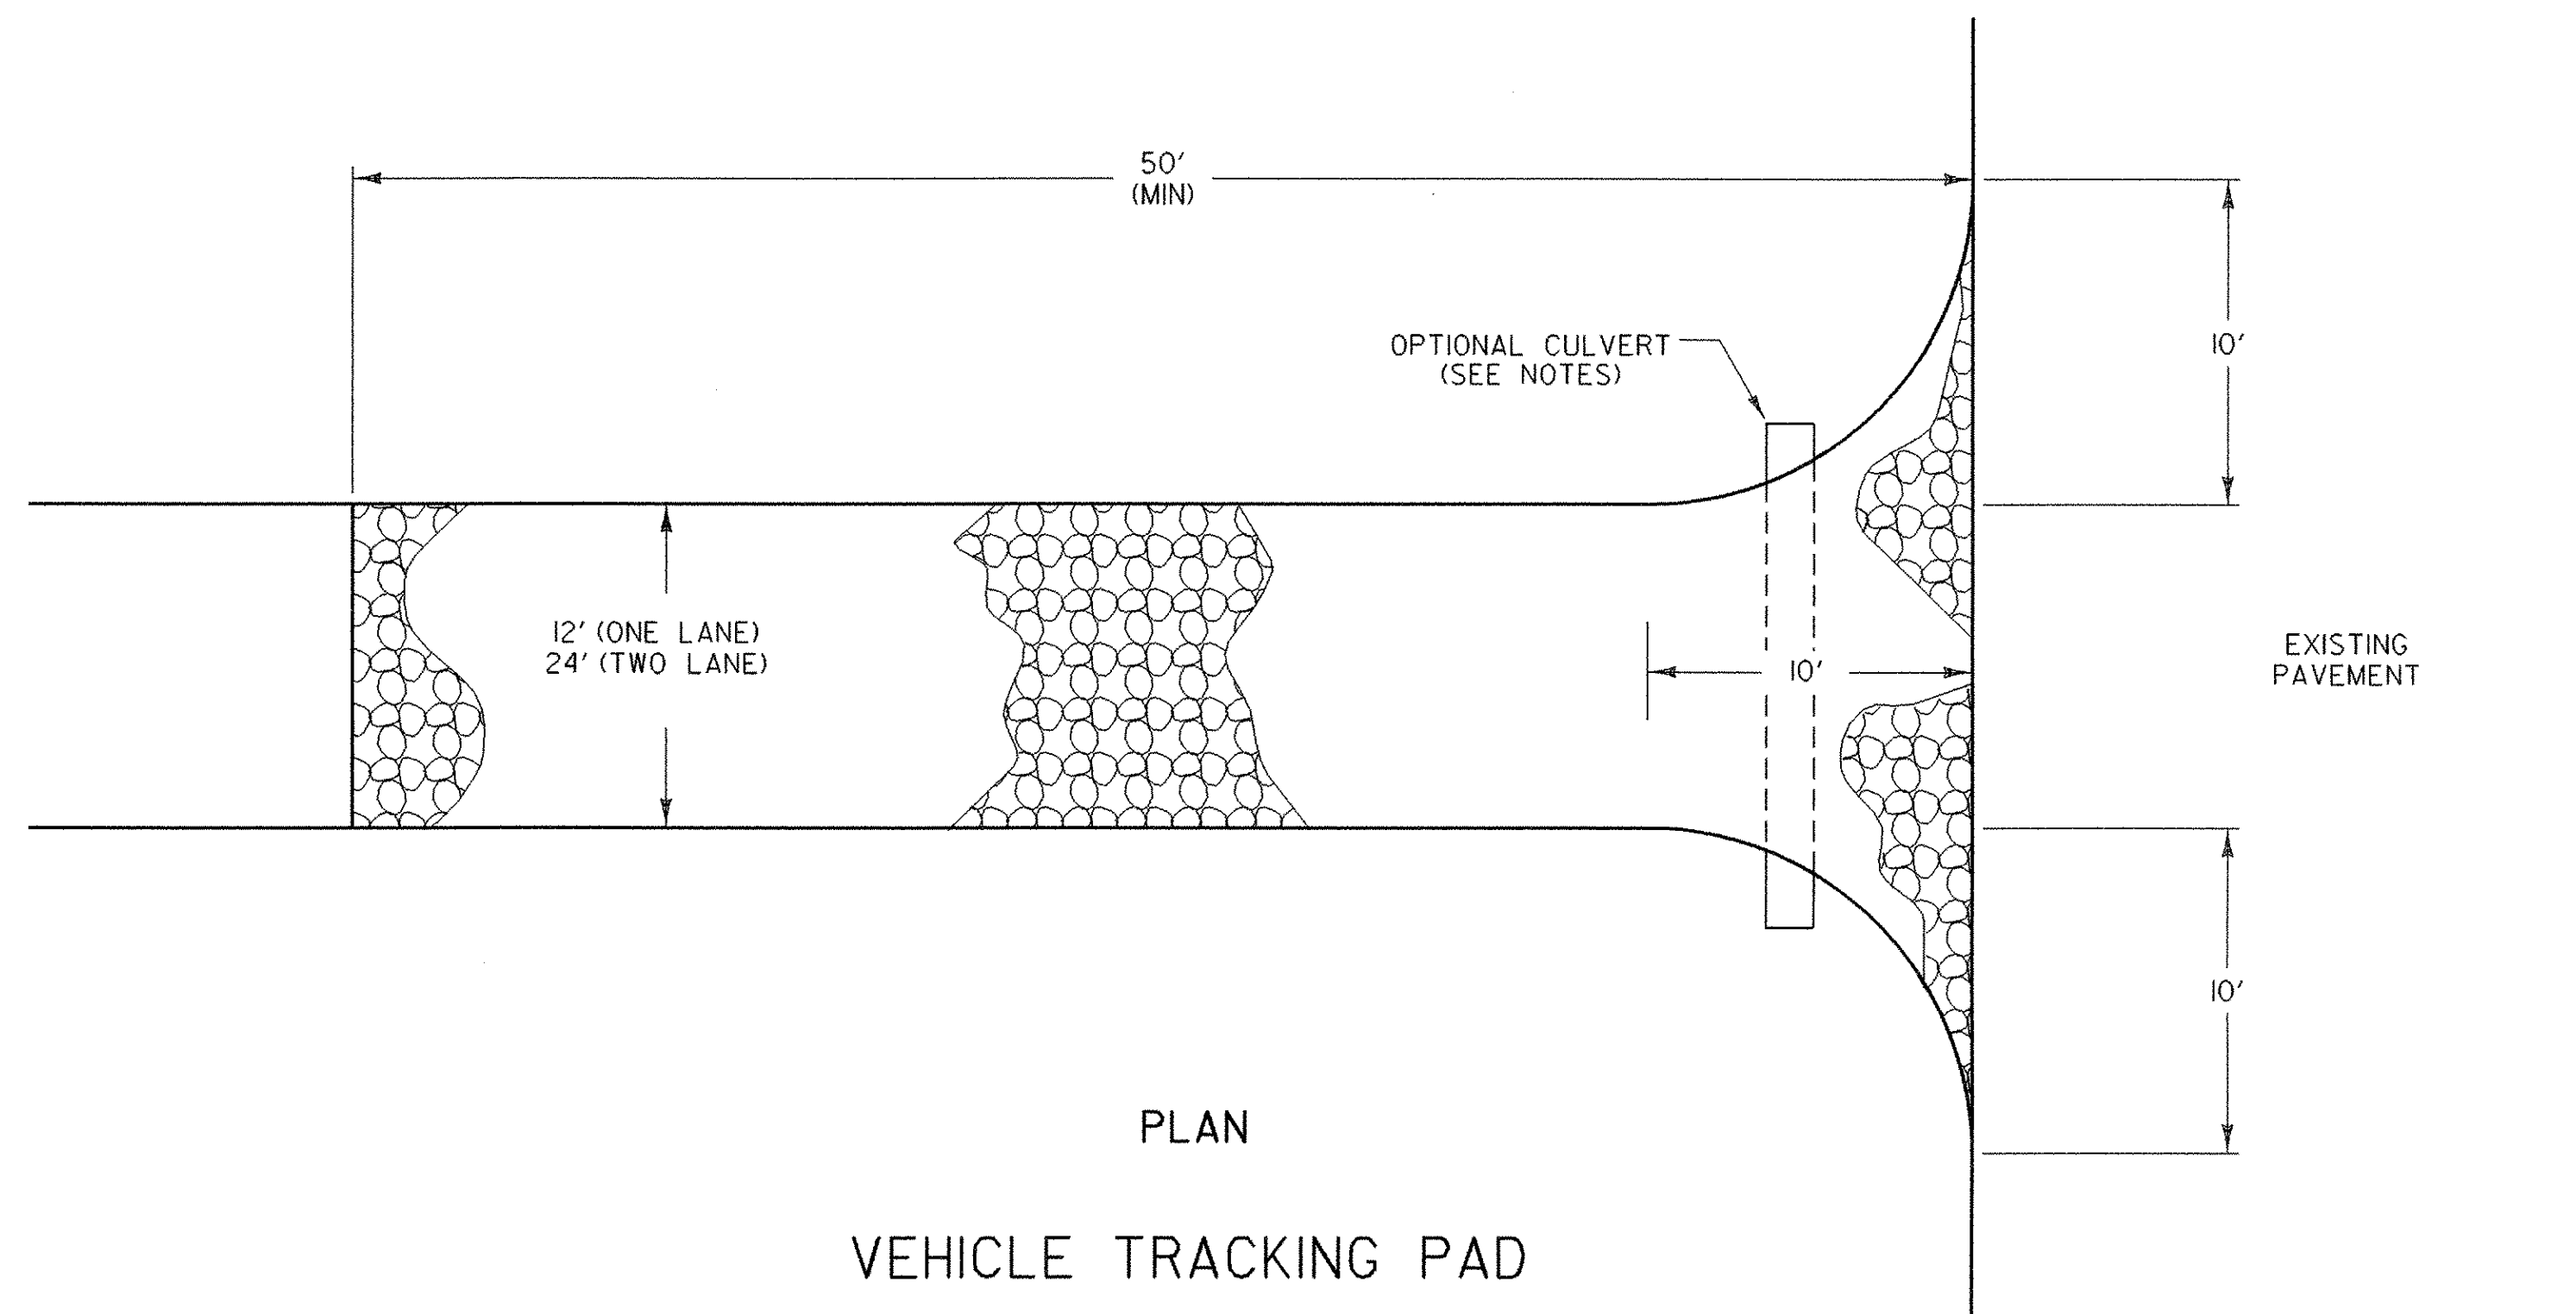 50'
(MIN)
OPTIONAL CULVERT
(SEE NOTES)
10'
12' (ONE LANE)
24' (TWO LANE)
10'
EXISTING
PAVEMENT
10'
PLAN
VEHICLE TRACKING PAD